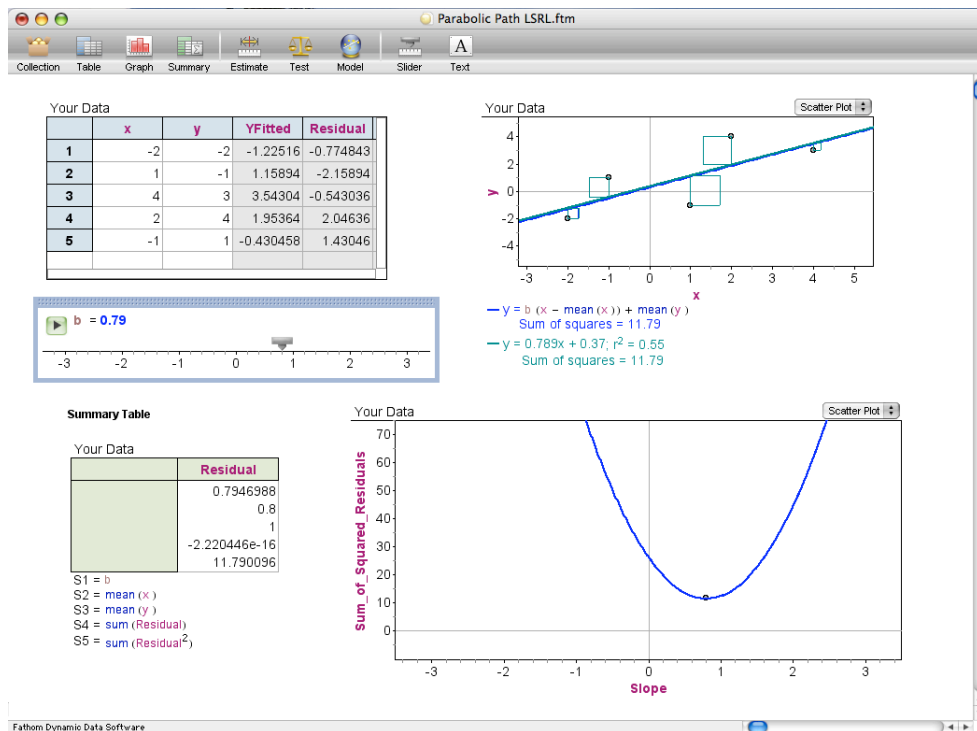 Parabolic Path LSRL.ftm
Collection Table Graph Summary Estimate Test Model Slider Text
Your Data
x y YFitted Residual
1 -2 -2 -1.22516 -0.774843
2 1 -1 1.15894 -2.15894
3 4 3 3.54304 -0.543036
4 2 4 1.95364 2.04636
5 -1 1 -0.430458 1.43046
b = 0.79
-3 -2 -1 0 1 2 3
Your Data
Scatter Plot
4
2
0
-2
-4
y
-3 -2 -1 0 1 2 3 4 5
x
y = b (x - mean (x)) + mean (y)
Sum of squares = 11.79
y = 0.789x + 0.37; r² = 0.55
Sum of squares = 11.79
Summary Table
Your Data
Residual
0.7946988
0.8
1
-2.220446e-16
11.790096
S1 = b
S2 = mean (x)
S3 = mean (y)
S4 = sum (Residual)
S5 = sum (Residual²)
Your Data
Scatter Plot
70
60
50
40
30
20
10
0
Sum_of_Squared_Residuals
-3 -2 -1 0 1 2 3
Slope
Fathom Dynamic Data Software